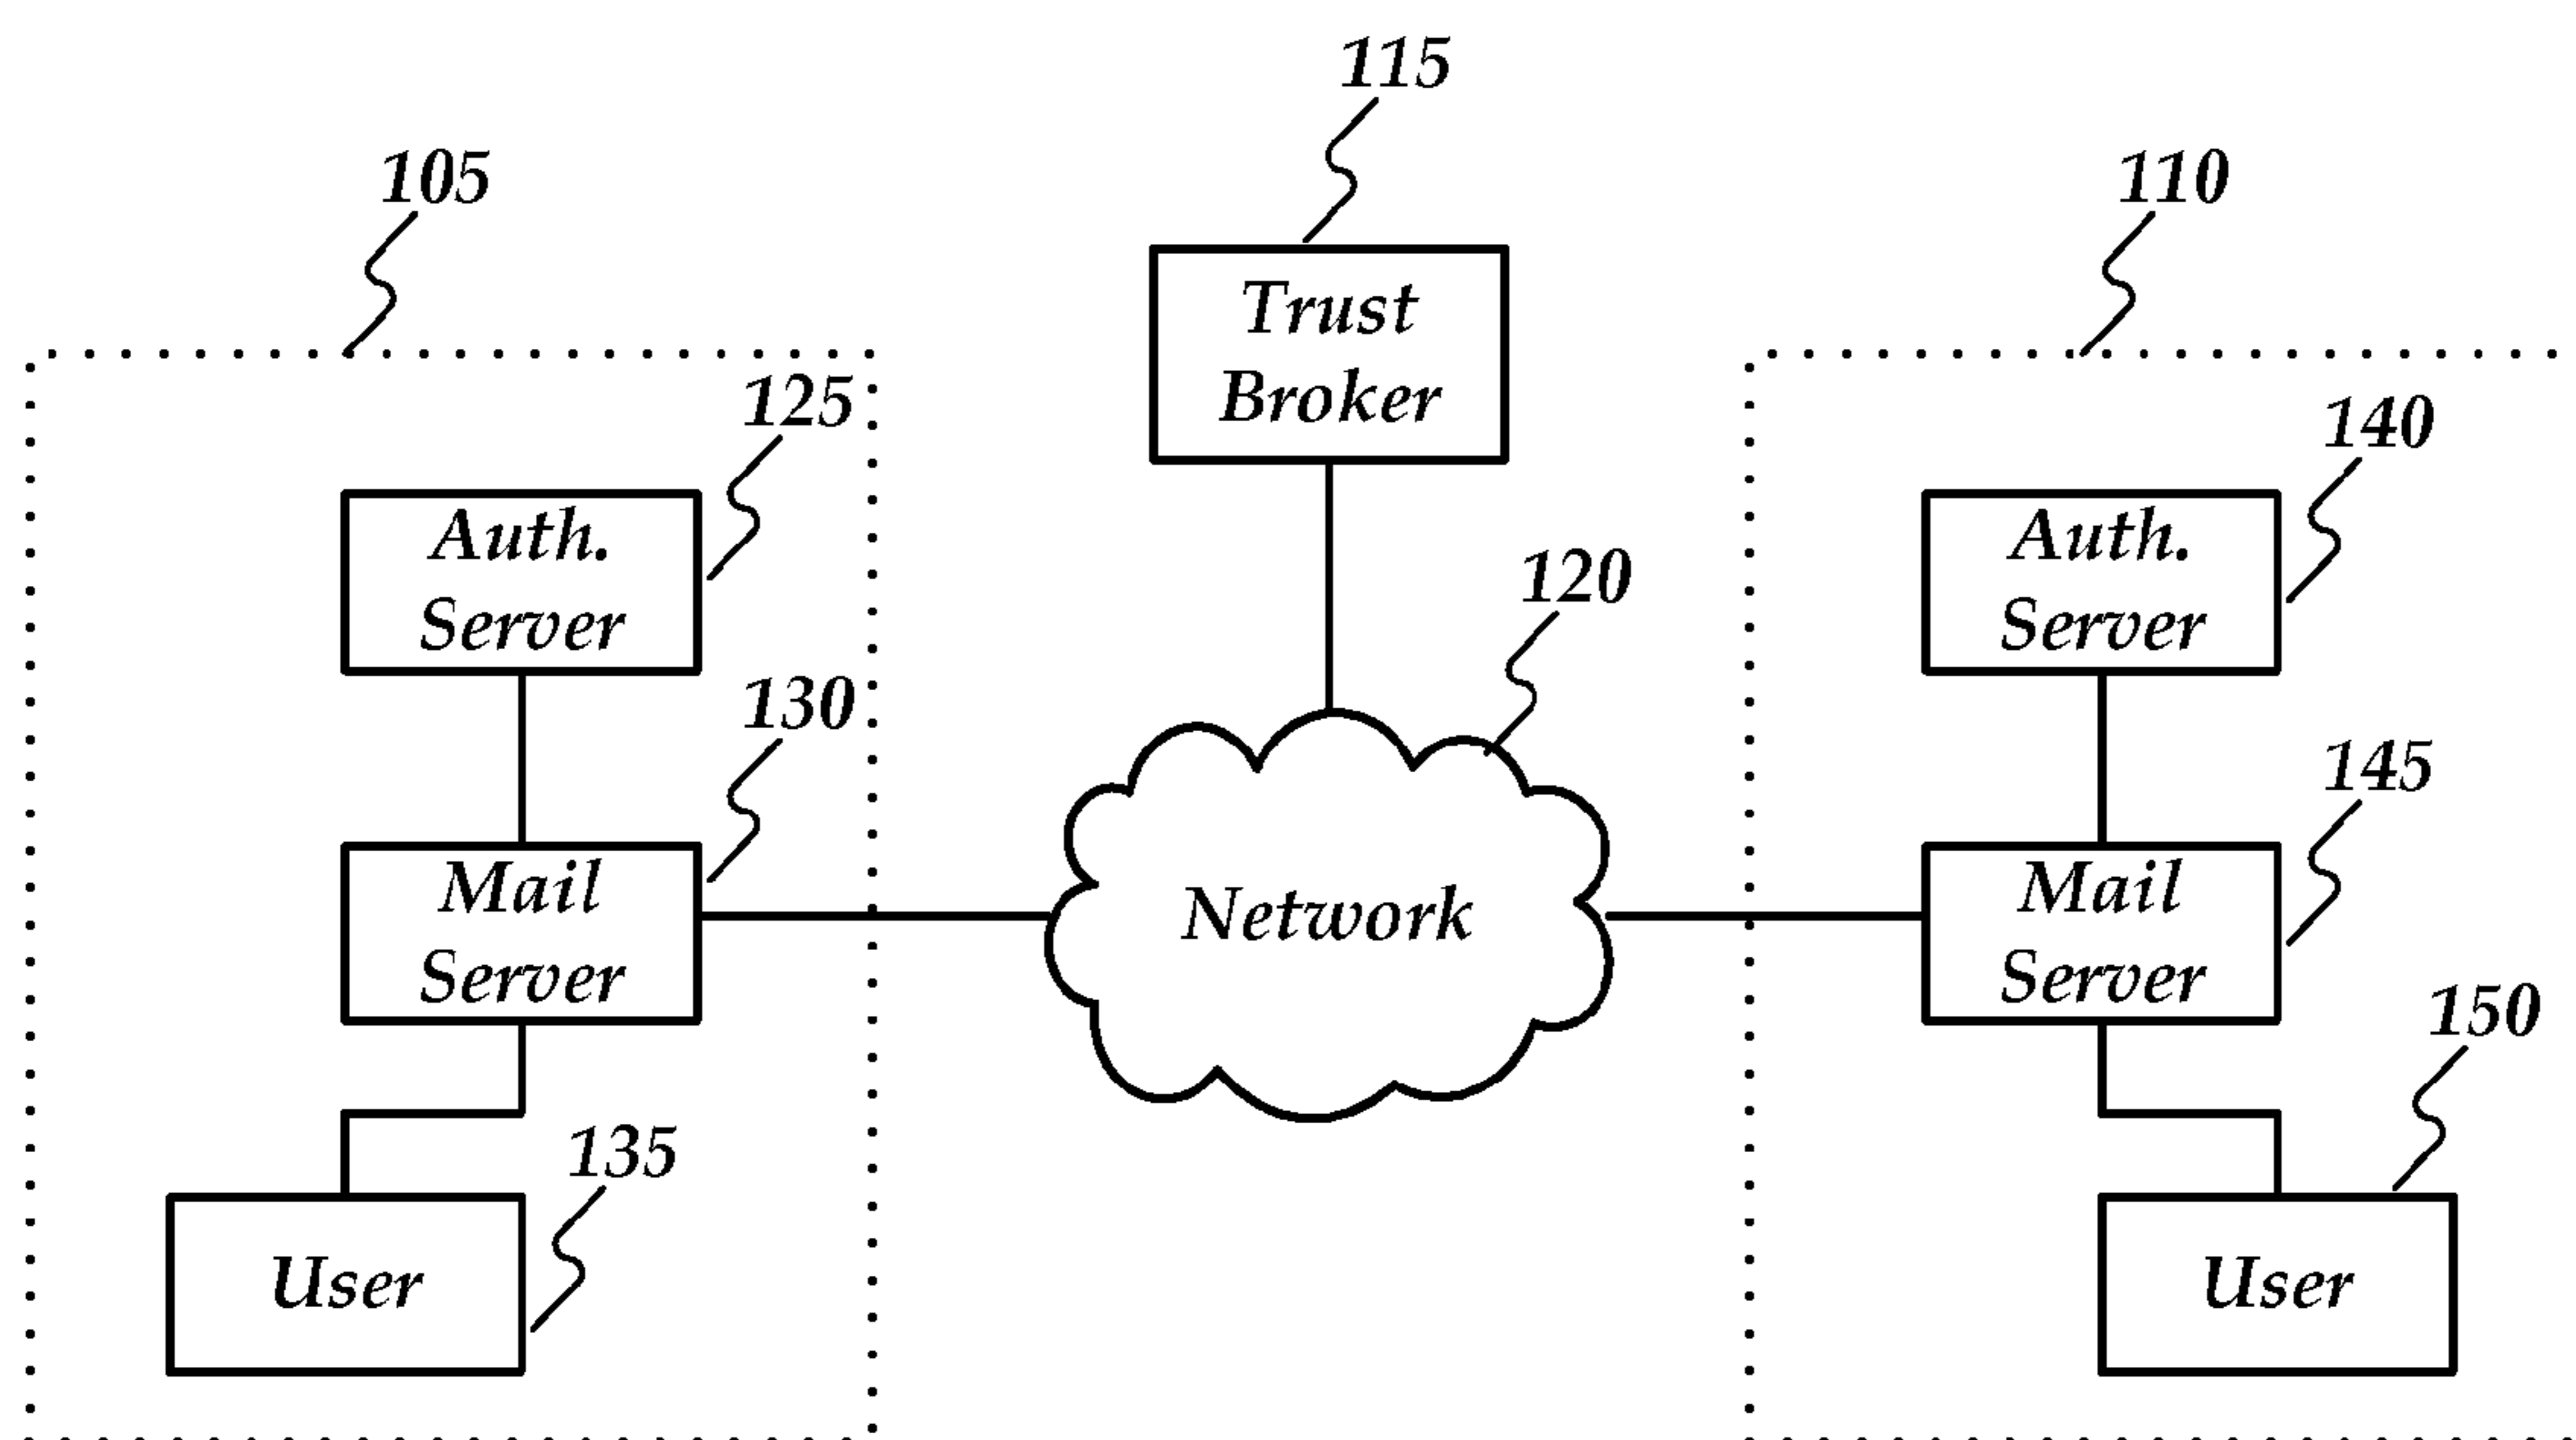 115
105
110
Trust
Broker
125
140
Auth.
Server
Auth.
Server
120
130
145
Mail
Server
Network
Mail
Server
150
135
User
User